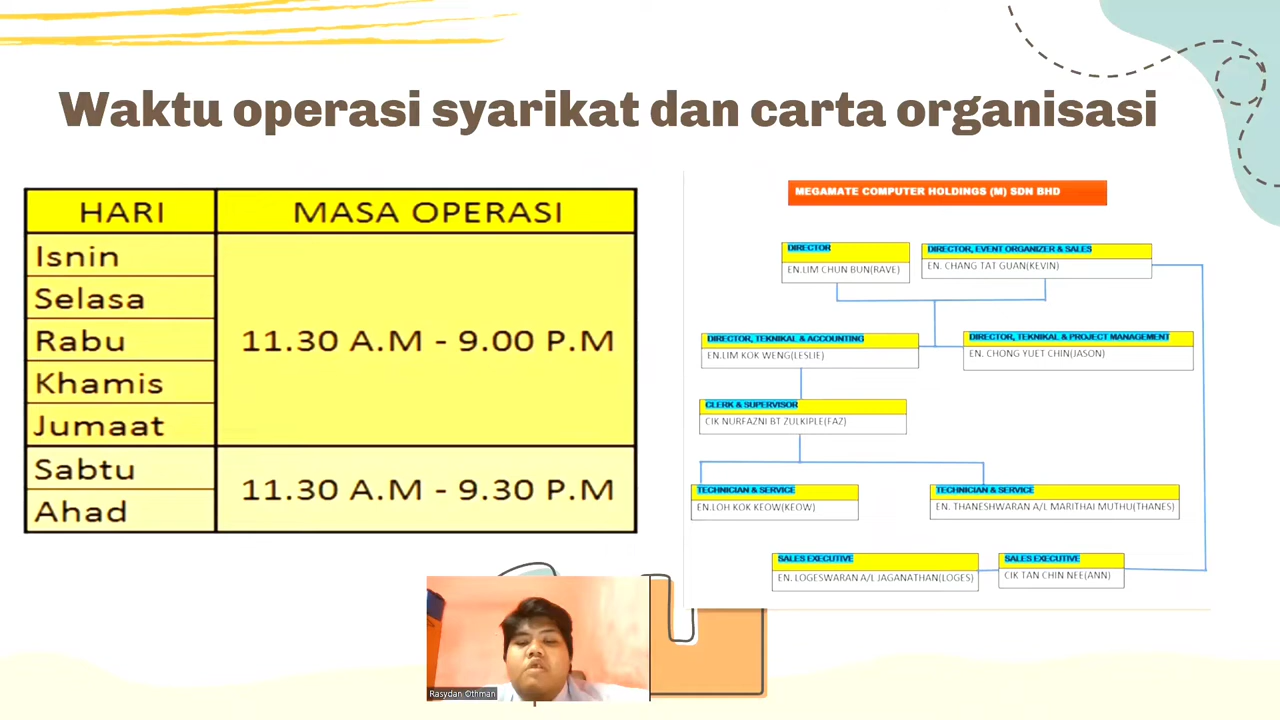 Waktu operasi syarikat dan carta organisasi
HARI
MASA OPERASI
Isnin
Selasa
Rabu
Khamis
Jumaat
11.30 A.M - 9.00 P.M
Sabtu
Ahad
11.30 A.M - 9.30 P.M
MEGAMATE COMPUTER HOLDINGS (M) SDN BHD
DIRECTOR
EN.LIM CHUN BUN(RAVE)
DIRECTOR, EVENT ORGANIZER & SALES
EN. CHANG TAT GUAN(KEVIN)
DIRECTOR, TEKNIKAL & ACCOUNTING
EN.LIM KOK WENG(LESLIE)
DIRECTOR, TEKNIKAL & PROJECT MANAGEMENT
EN. CHONG YUET CHIN(JASON)
CLERK & SUPERVISOR
CIK NURFAZNI BT ZULKIPLE(FAZ)
TECHNICIAN & SERVICE
EN.LOH KOK KEOW(KEOW)
TECHNICIAN & SERVICE
EN. THANESHWARAN A/L MARITHAI MUTHU(THANES)
SALES EXECUTIVE
EN. LOGESWARAN A/L JAGANATHAN(LOGES)
SALES EXECUTIVE
CIK TAN CHIN NEE(ANN)
Rasydan Othman